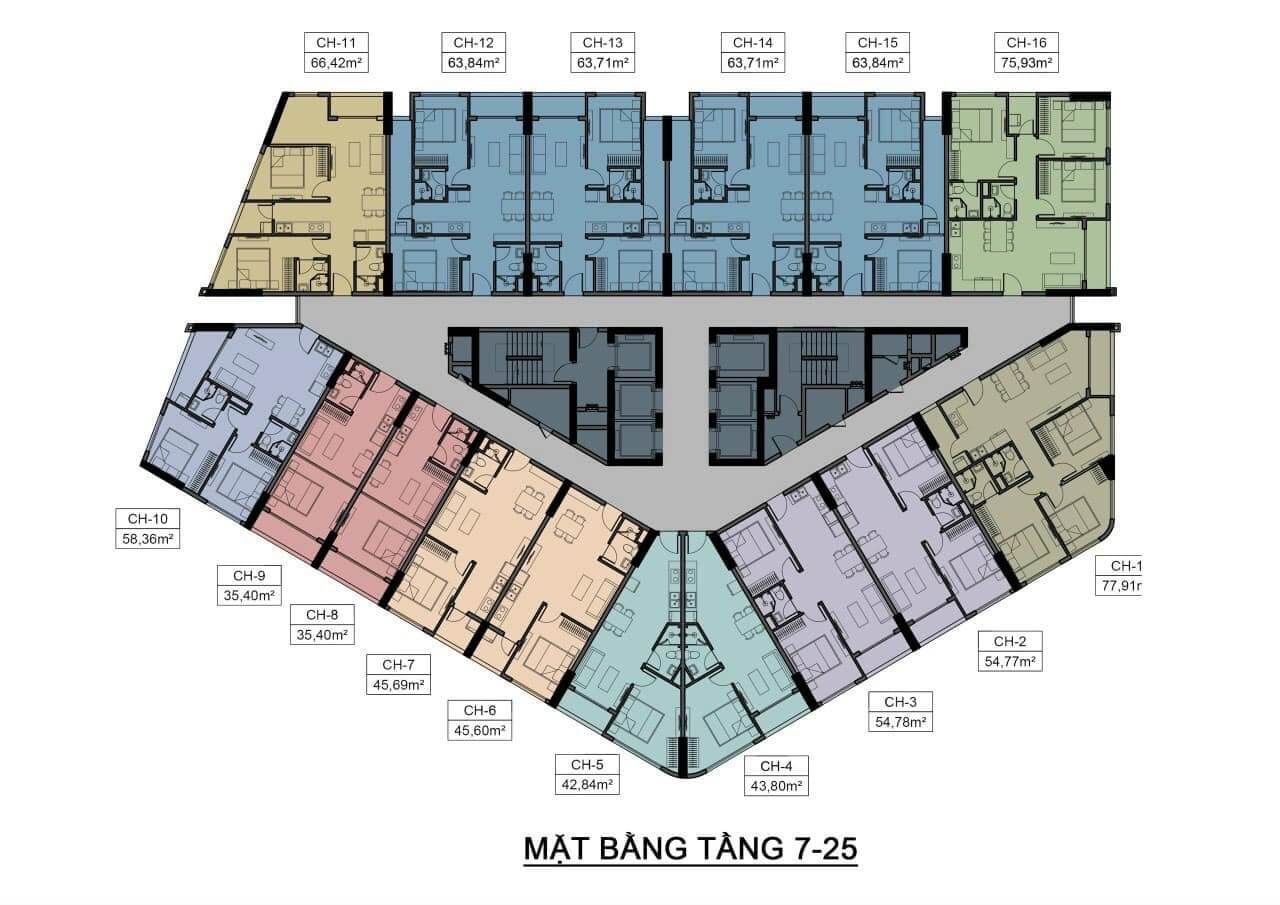 CH-11
66,42m²
CH-12
63,84m²
CH-13
63,71m²
CH-14
63,71m²
CH-15
63,84m²
CH-16
75,93m²
CH-10
58,36m²
CH-9
35,40m²
CH-8
35,40m²
CH-7
45,69m²
CH-6
45,60m²
CH-5
42,84m²
CH-4
43,80m²
CH-3
54,78m²
CH-2
54,77m²
CH-1
77,91m
MẶT BẰNG TẦNG 7-25